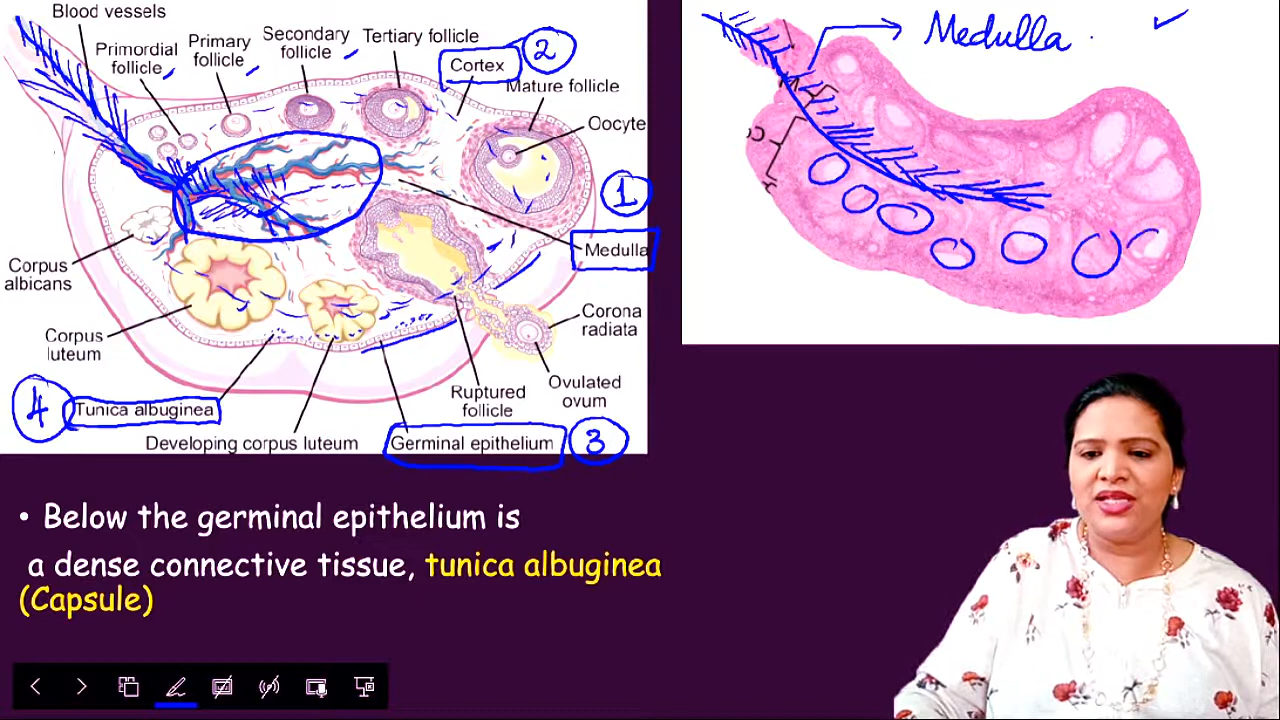 Blood vessels
Primordial
follicle
Primary
follicle
Secondary
follicle
Tertiary follicle
Cortex
2
Mature follicle
Oocyte
1
Medulla
Corpus
albicans
Corpus
luteum
Corona
radiata
Ovulated
ovum
Ruptured
follicle
4
Tunica albuginea
Developing corpus luteum
Germinal epithelium
3
Medulla
• Below the germinal epithelium is
a dense connective tissue, tunica albuginea
(Capsule)